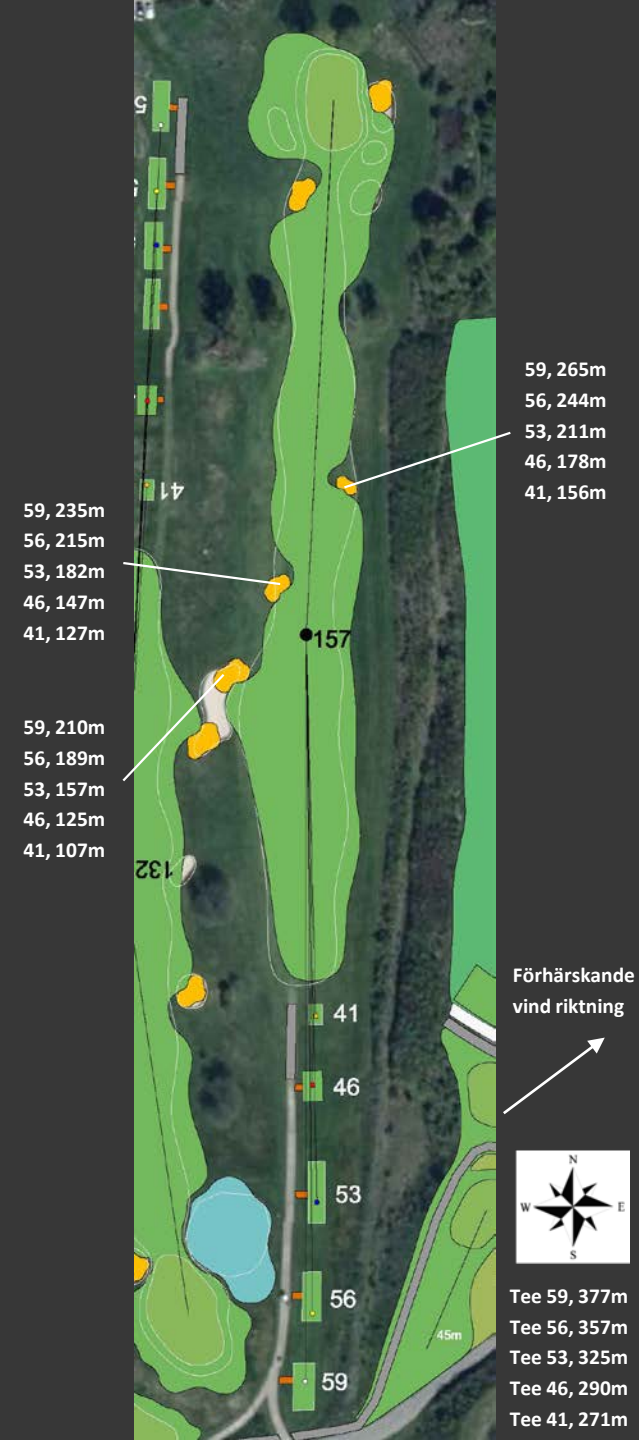 5
41
59, 265m
56, 244m
53, 211m
46, 178m
41, 156m
59, 235m
56, 215m
53, 182m
46, 147m
41, 127m
157
59, 210m
56, 189m
53, 157m
46, 125m
41, 107m
132
Förhärskande
vind riktning
41
46
53
56
59
45m
N
W E
S
Tee 59, 377m
Tee 56, 357m
Tee 53, 325m
Tee 46, 290m
Tee 41, 271m